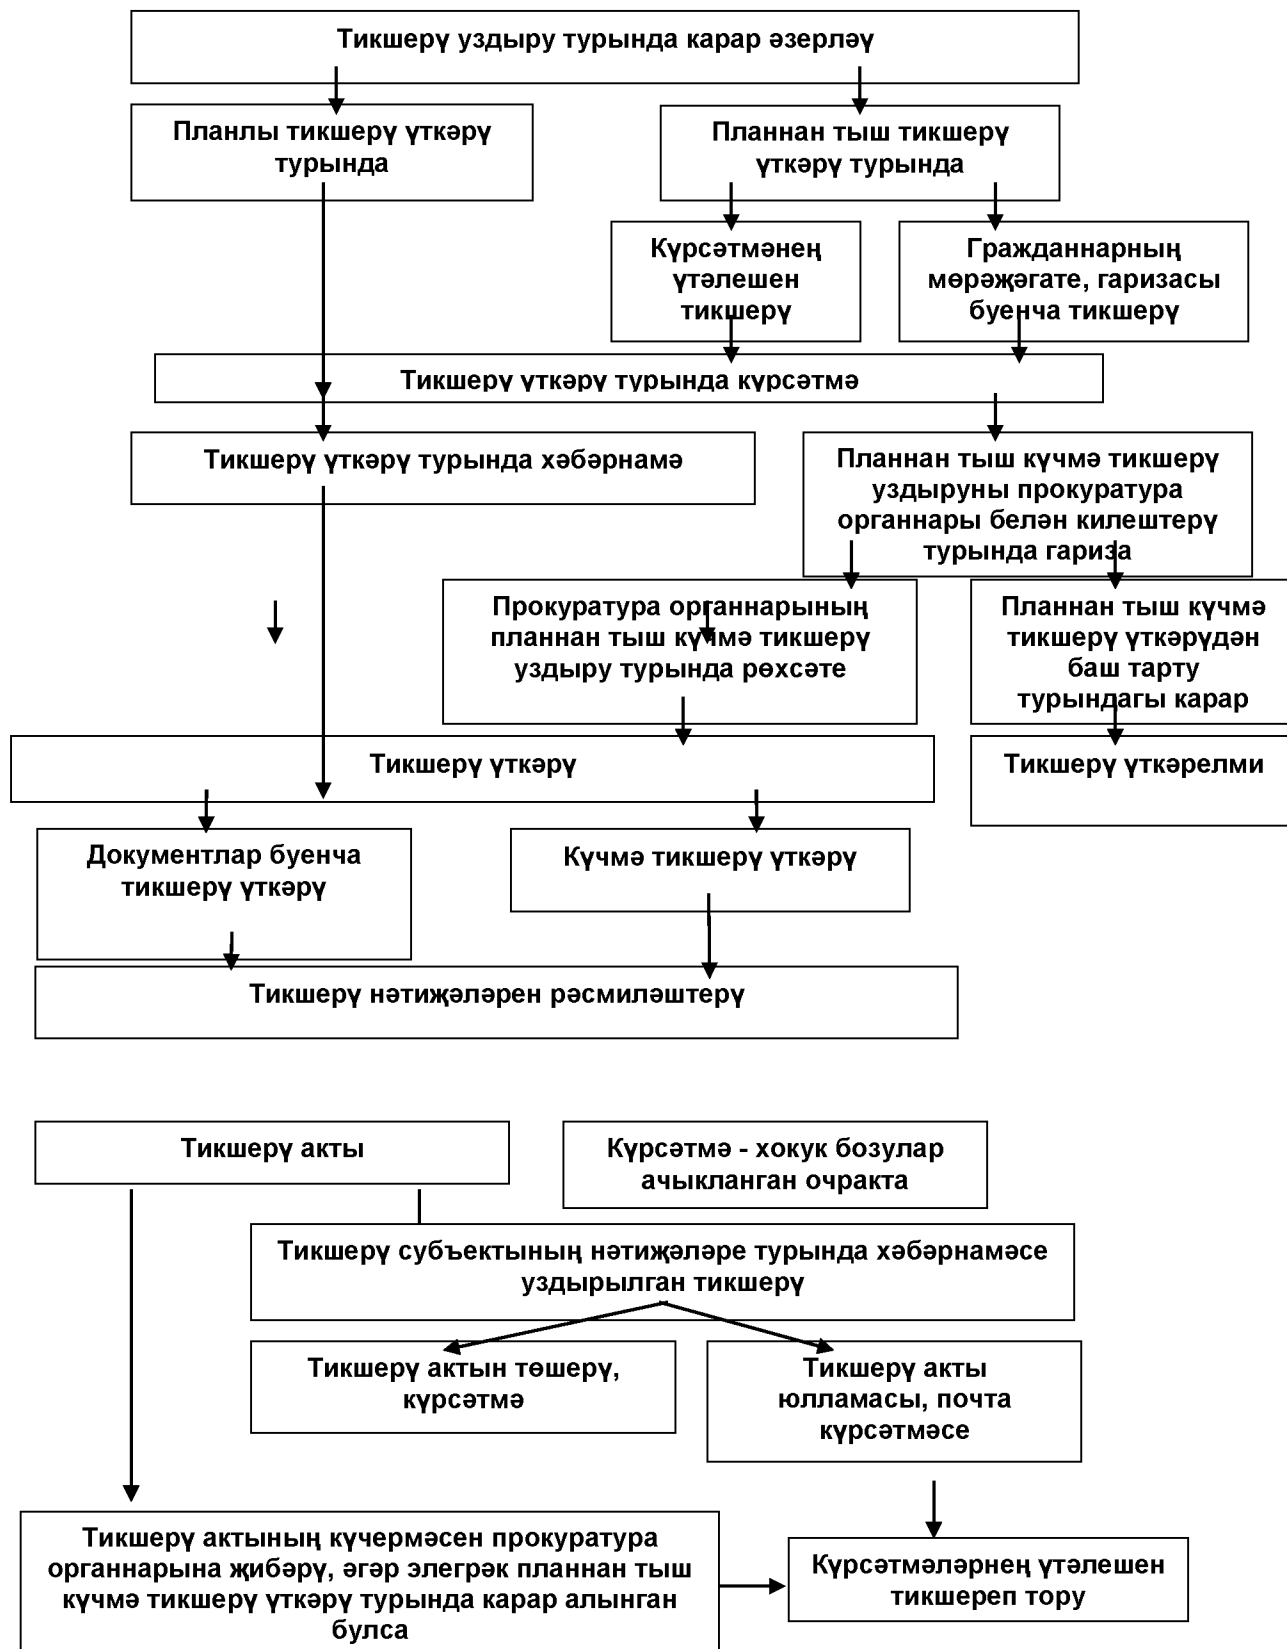 Тикшерү уздыру турында карар әзерләү
Планлы тикшерү үткәрү
турында
Планнан тыш тикшерү
үткәрү турында
Күрсәтмәнең
үтәлешен
тикшерү
Гражданнарның
мөрәҗәгате, гаризасы
буенча тикшерү
Тикшерү үткәрү турында күрсәтмә
Тикшерү үткәрү турында хәбәрнамә
Планнан тыш күчмә тикшерү
уздыруны прокуратура
органнары белән килештерү
турында гариза
Прокуратура органнарының
планнан тыш күчмә тикшерү
уздыру турында рөхсәте
Планнан тыш күчмә
тикшерү үткәрүдән
баш тарту
турындагы карар
Тикшерү үткәрү
Тикшерү үткәрелми
Документлар буенча
тикшерү үткәрү
Күчмә тикшерү үткәрү
Тикшерү нәтиҗәләрен рәсмиләштерү
Тикшерү акты
Күрсәтмә - хокук бозулар
ачыкланган очракта
Тикшерү субъектының нәтиҗәләре турында хәбәрнамәсе
уздырылган тикшерү
Тикшерү актын төшерү,
күрсәтмә
Тикшерү акты
юлламасы, почта
күрсәтмәсе
Тикшерү актының күчермәсен прокуратура
органнарына җибәрү, әгәр элегрәк планнан тыш
күчмә тикшерү үткәрү турында карар алынган
булса
Күрсәтмәләрнең үтәлешен
тикшереп тору